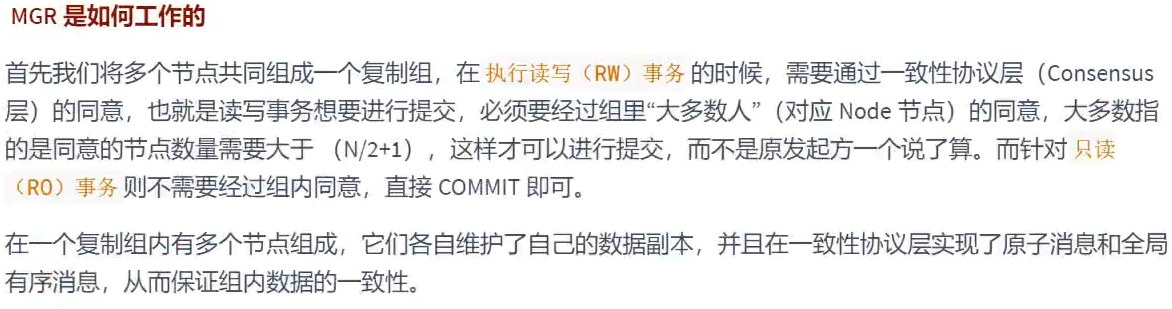 MGR 是如何工作的
首先我们将多个节点共同组成一个复制组，在 执行读写（RW）事务 的时候，需要通过一致性协议层（Consensus
层）的同意，也就是读写事务想要进行提交，必须要经过组里“大多数人”（对应 Node 节点）的同意，大多数指
的是同意的节点数量需要大于 （N/2+1），这样才可以进行提交，而不是原发起方一个说了算。而针对 只读
（RO）事务 则不需要经过组内同意，直接 COMMIT 即可。
在一个复制组内有多个节点组成，它们各自维护了自己的数据副本，并且在一致性协议层实现了原子消息和全局
有序消息，从而保证组内数据的一致性。